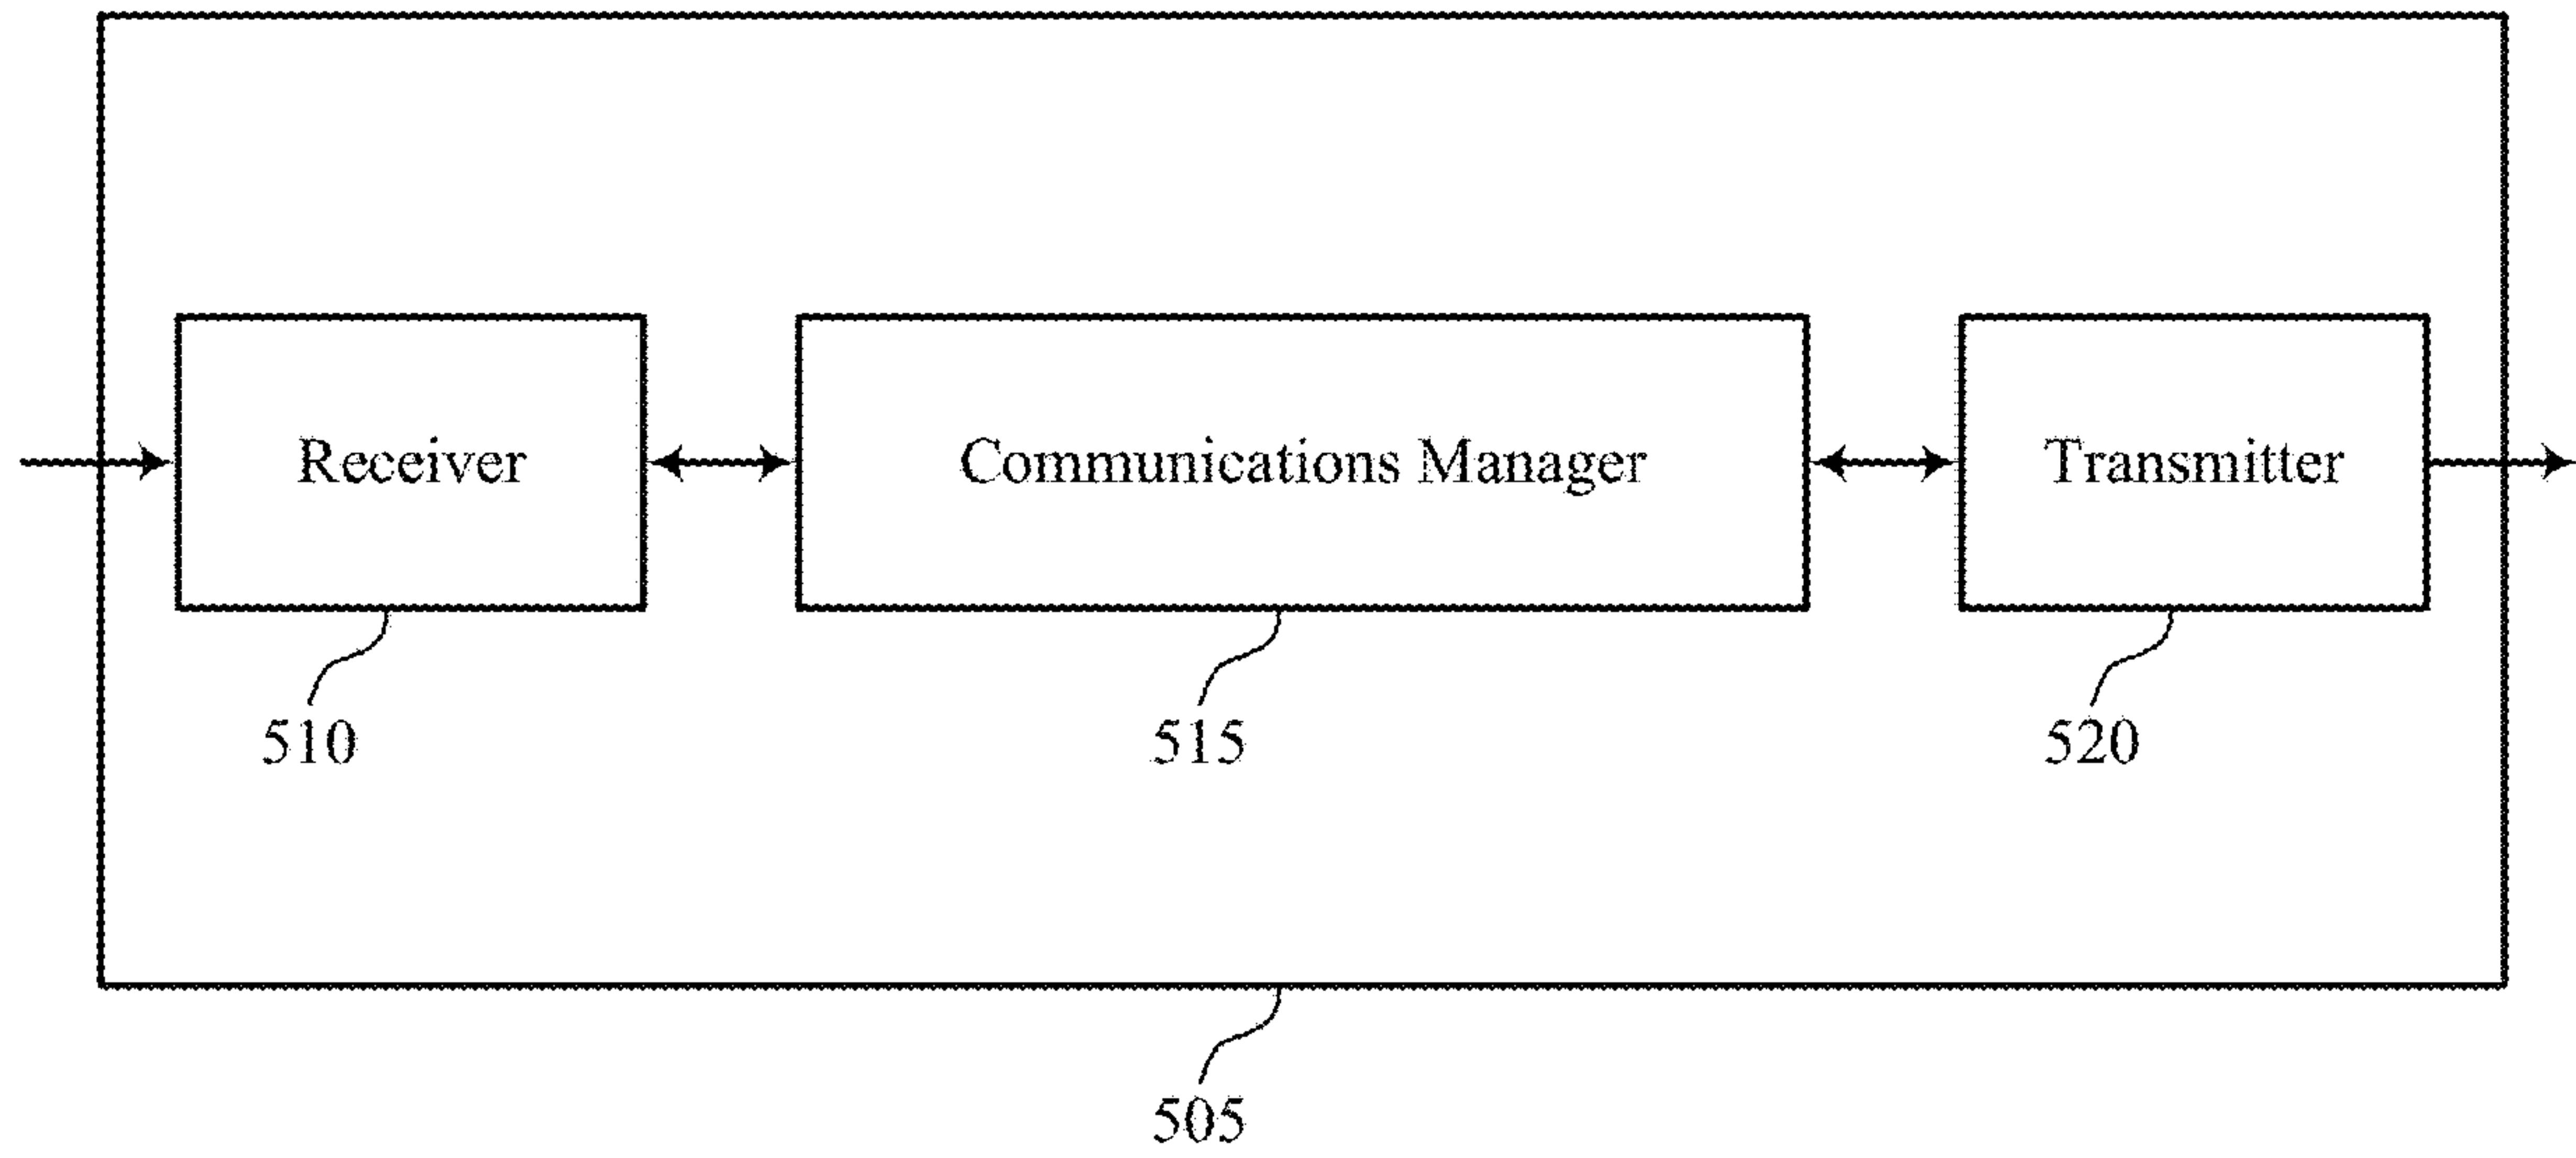 Receiver
Communications Manager
Transmitter
510
515
520
505